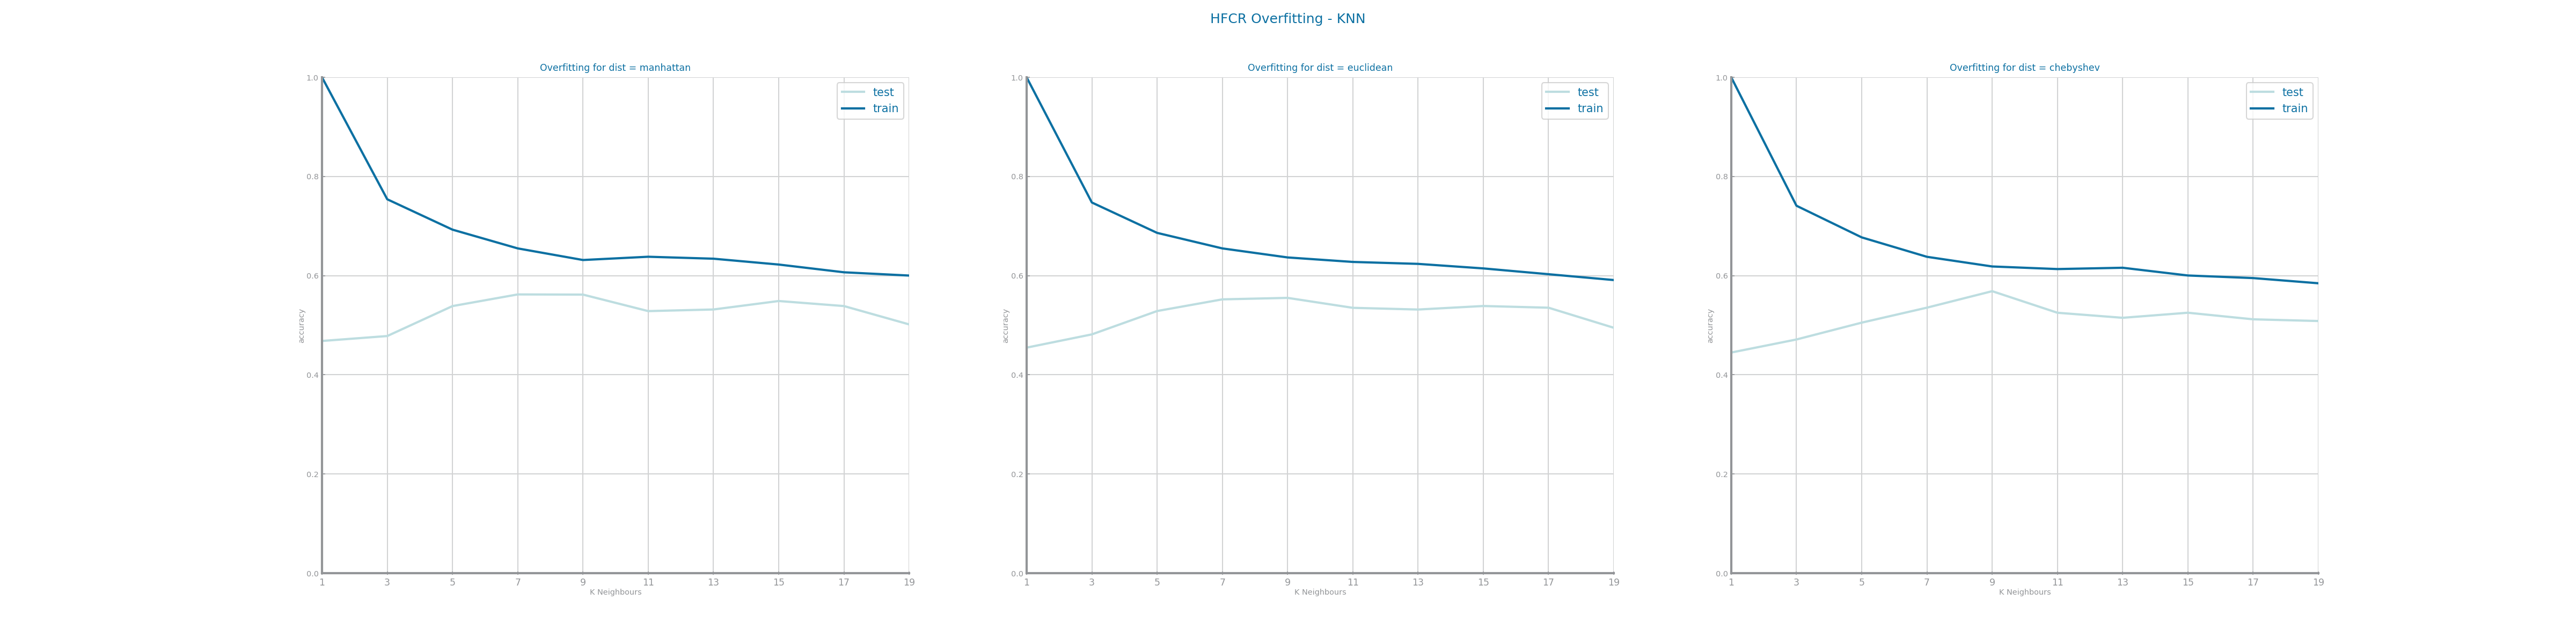 HFCR Overfitting - KNN
Overfitting for dist = manhattan
test
train
1.0
0.8
0.6
0.4
0.2
0.0
accuracy
1 3 5 7 9 11 13 15 17 19
K Neighbours
Overfitting for dist = euclidean
test
train
1.0
0.8
0.6
0.4
0.2
0.0
accuracy
1 3 5 7 9 11 13 15 17 19
K Neighbours
Overfitting for dist = chebyshev
test
train
1.0
0.8
0.6
0.4
0.2
0.0
accuracy
1 3 5 7 9 11 13 15 17 19
K Neighbours